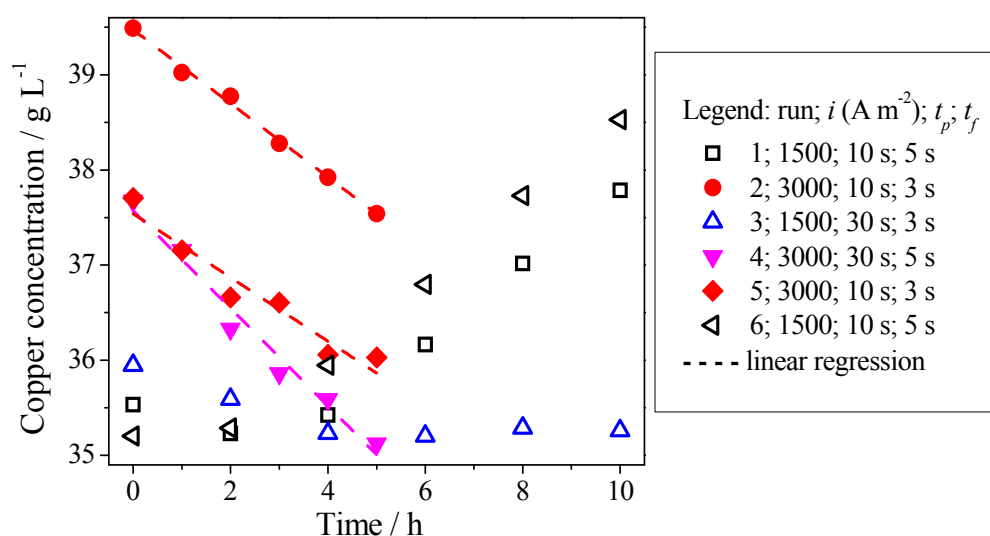 Copper concentration / g L⁻¹
39
38
37
36
35
0
2
4
6
8
10
Time / h
Legend: run; i (A m⁻²); tₚ; t_f
1; 1500; 10 s; 5 s
2; 3000; 10 s; 3 s
3; 1500; 30 s; 3 s
4; 3000; 30 s; 5 s
5; 3000; 10 s; 3 s
6; 1500; 10 s; 5 s
linear regression